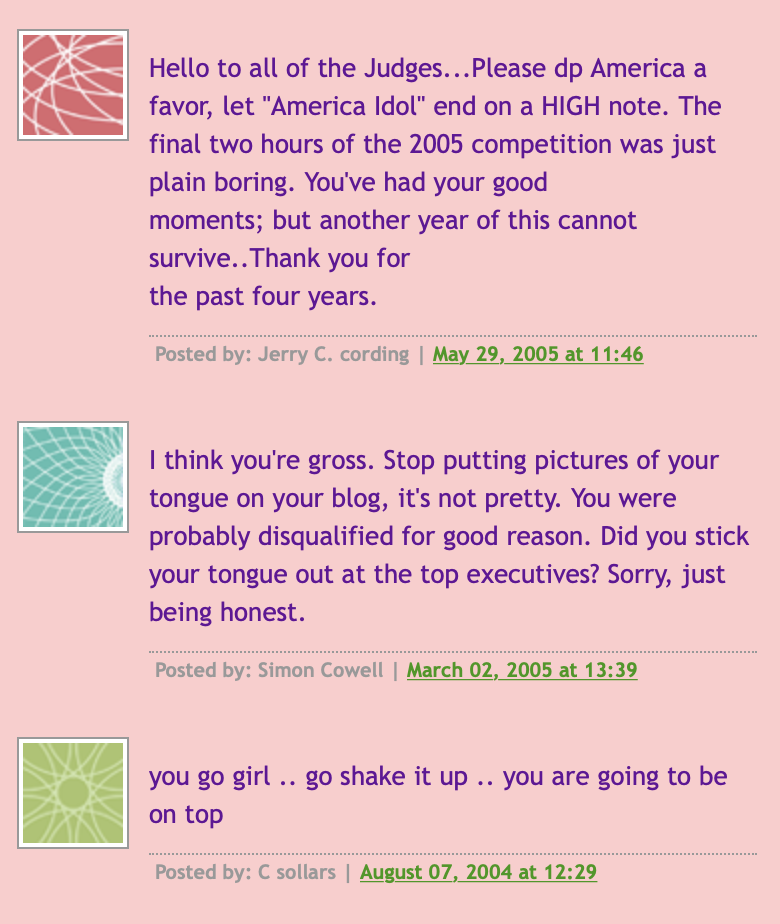 Hello to all of the Judges...Please dp America a
favor, let "America Idol" end on a HIGH note. The
final two hours of the 2005 competition was just
plain boring. You've had your good
moments; but another year of this cannot
survive..Thank you for
the past four years.
Posted by: Jerry C. cording | May 29, 2005 at 11:46
I think you're gross. Stop putting pictures of your
tongue on your blog, it's not pretty. You were
probably disqualified for good reason. Did you stick
your tongue out at the top executives? Sorry, just
being honest.
Posted by: Simon Cowell | March 02, 2005 at 13:39
you go girl .. go shake it up .. you are going to be
on top
Posted by: C sollars | August 07, 2004 at 12:29